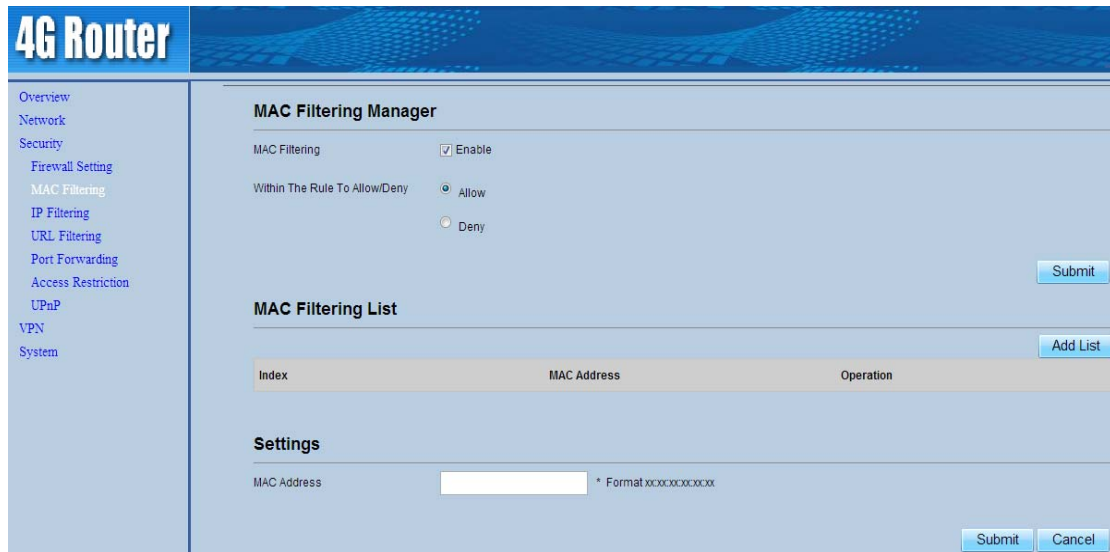 4G Router
Overview
Network
Security
Firewall Setting
MAC Filtering
IP Filtering
URL Filtering
Port Forwarding
Access Restriction
UPnP
VPN
System
MAC Filtering Manager
MAC Filtering Enable
Within The Rule To Allow/Deny Allow
Deny
Submit
MAC Filtering List
Add List
Index MAC Address Operation
Settings
MAC Address * Format xx:xx:xx:xx:xx:xx
Submit Cancel